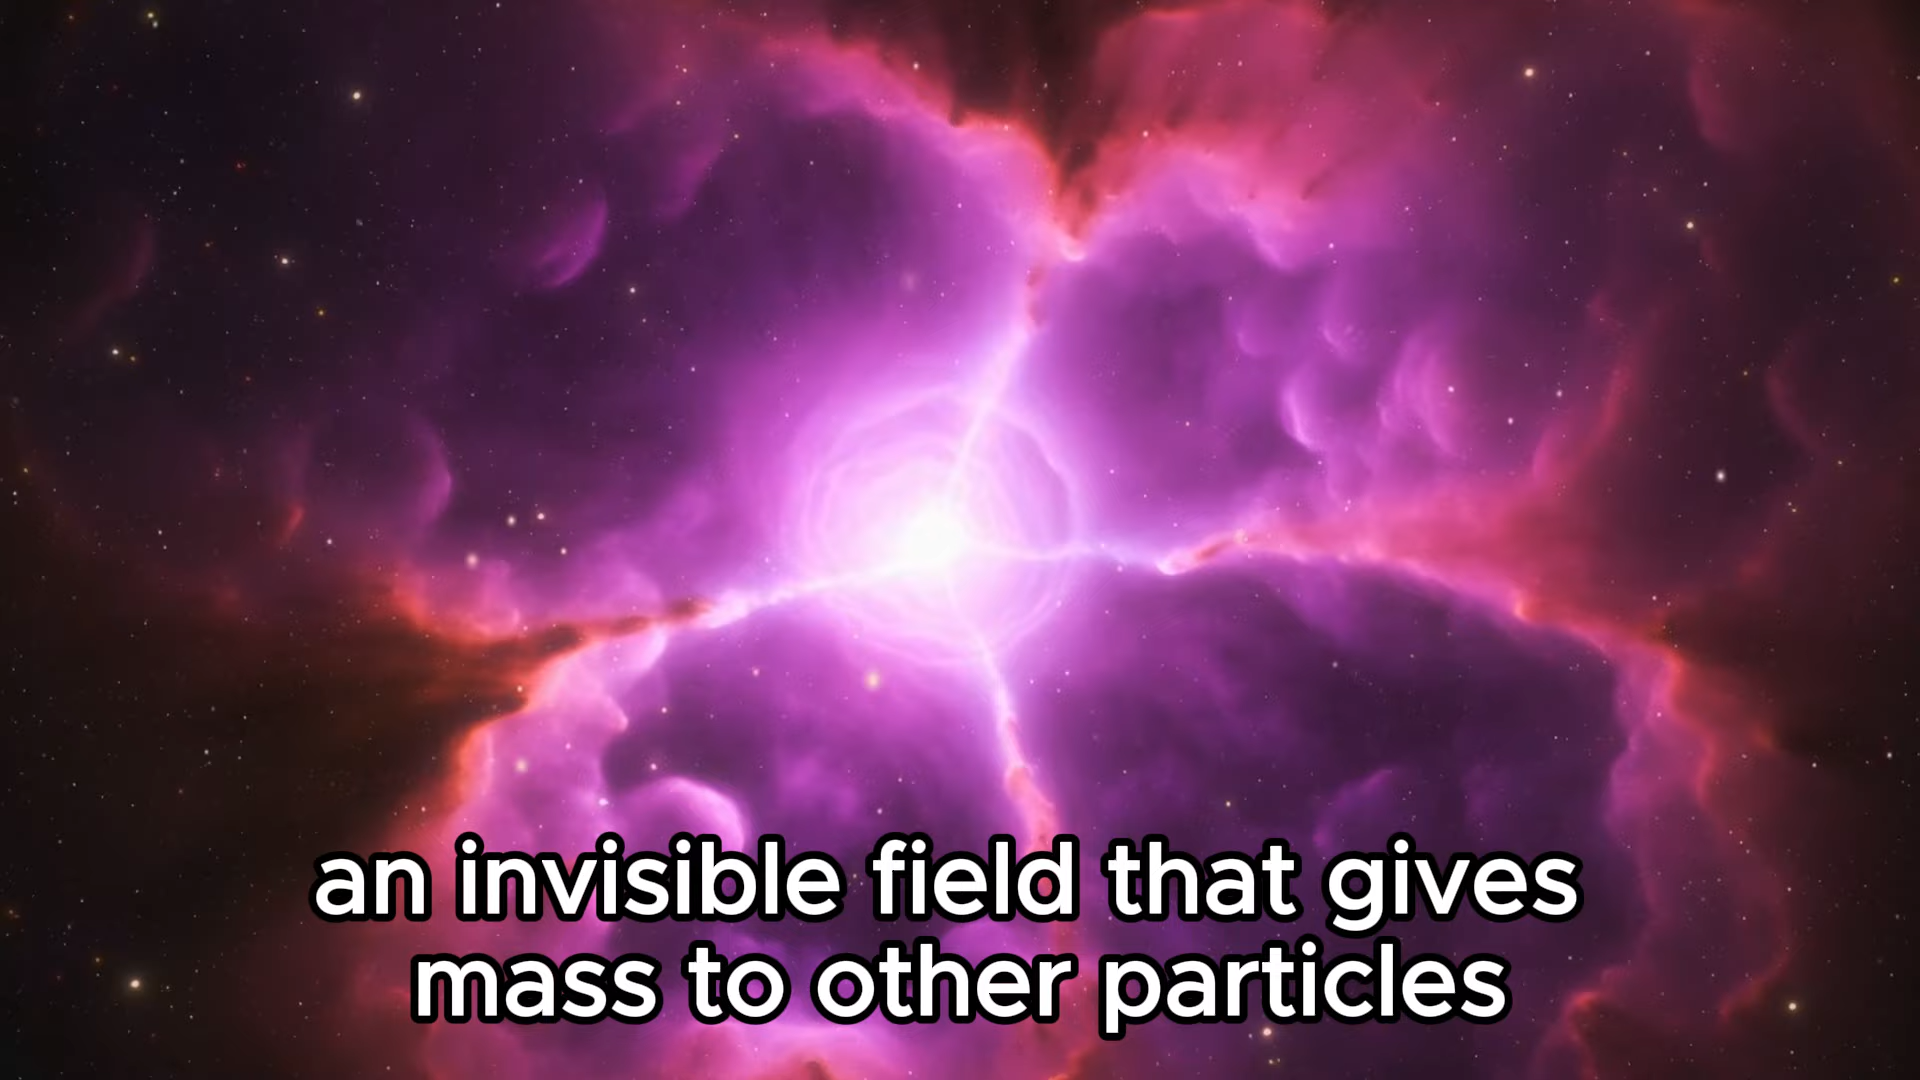 an invisible field that gives
mass to other particles